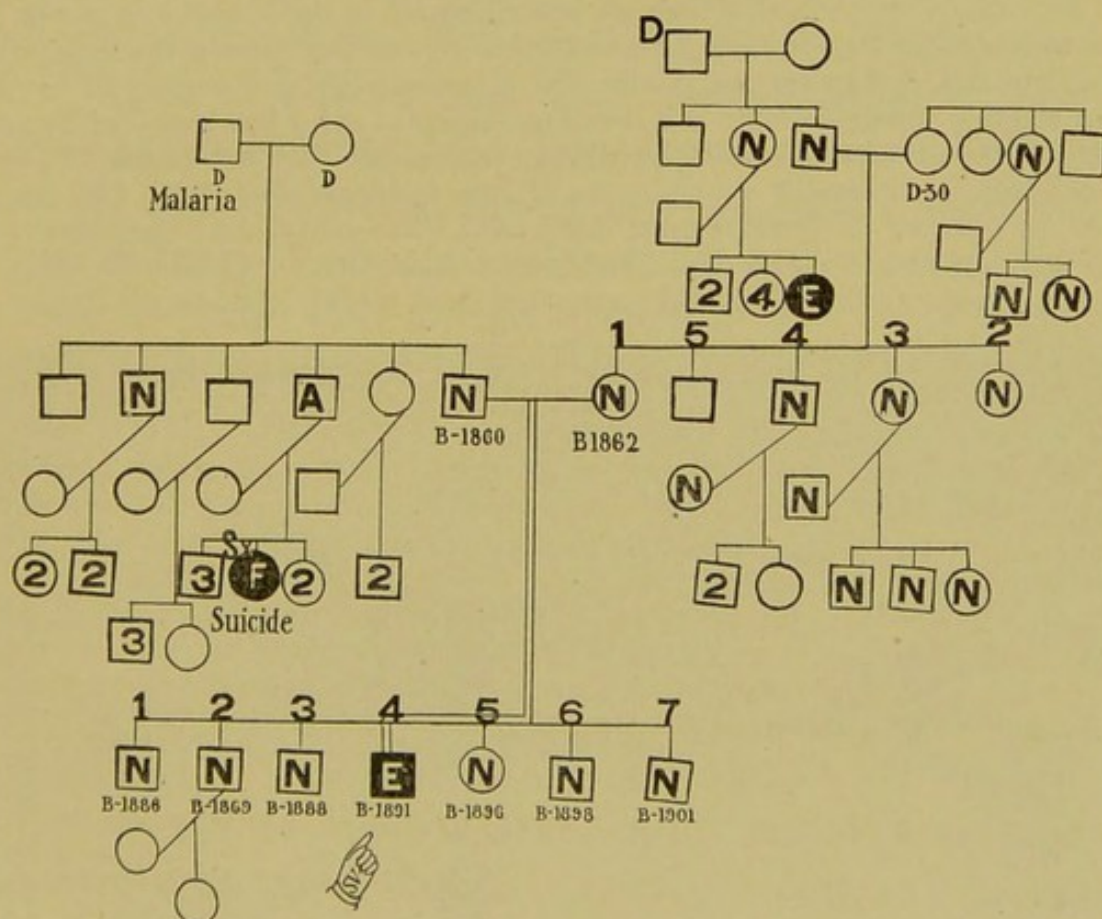 D
N N N
D D D-30
Malaria
2 4 E N N
1 5 4 3 2
N A N N N N N
B-1860 B1862
N N
2 2 3 Sy. F 2 2 2 N N N
Suicide
3
1 2 3 4 5 6 7
N N N E N N N
B-1886 B-1869 B-1888 B-1891 B-1896 B-1898 B-1901
SV